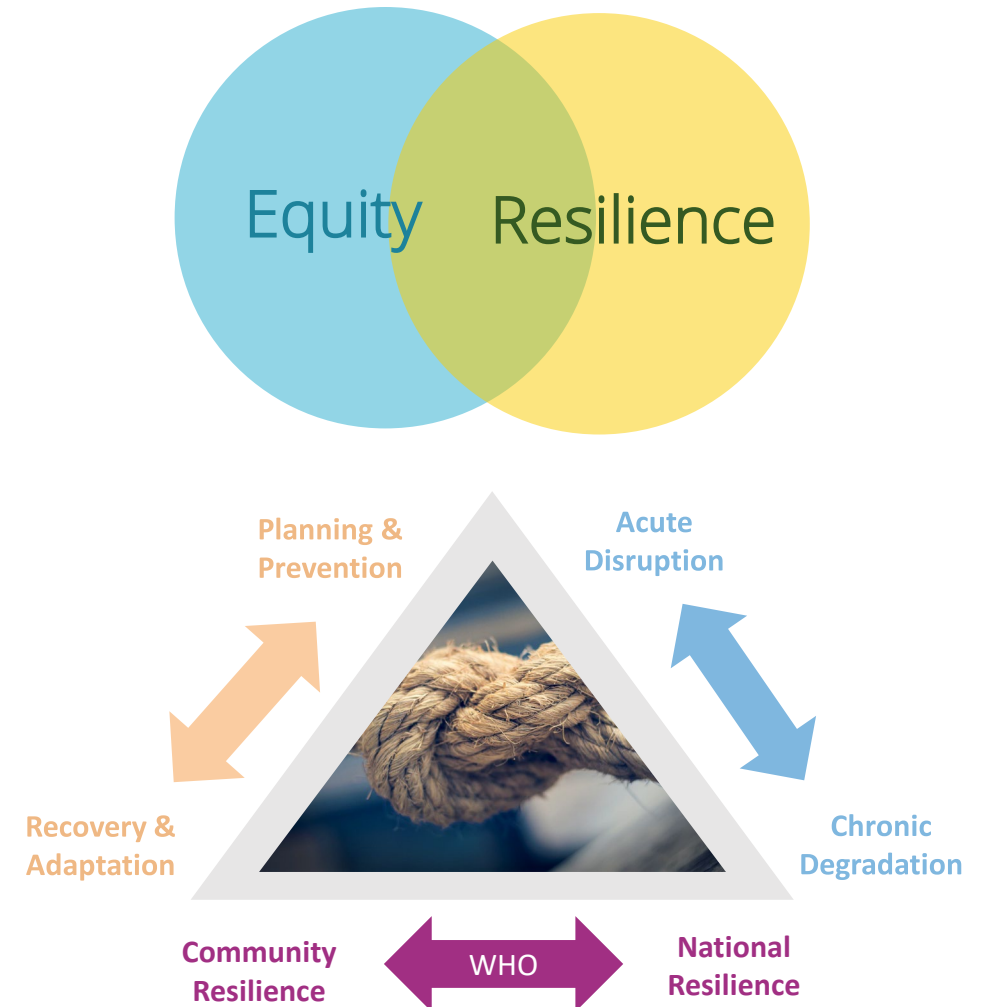 Equity
Resilience
Planning &
Prevention
Acute
Disruption
Recovery &
Adaptation
Chronic
Degradation
Community
Resilience
WHO
National
Resilience